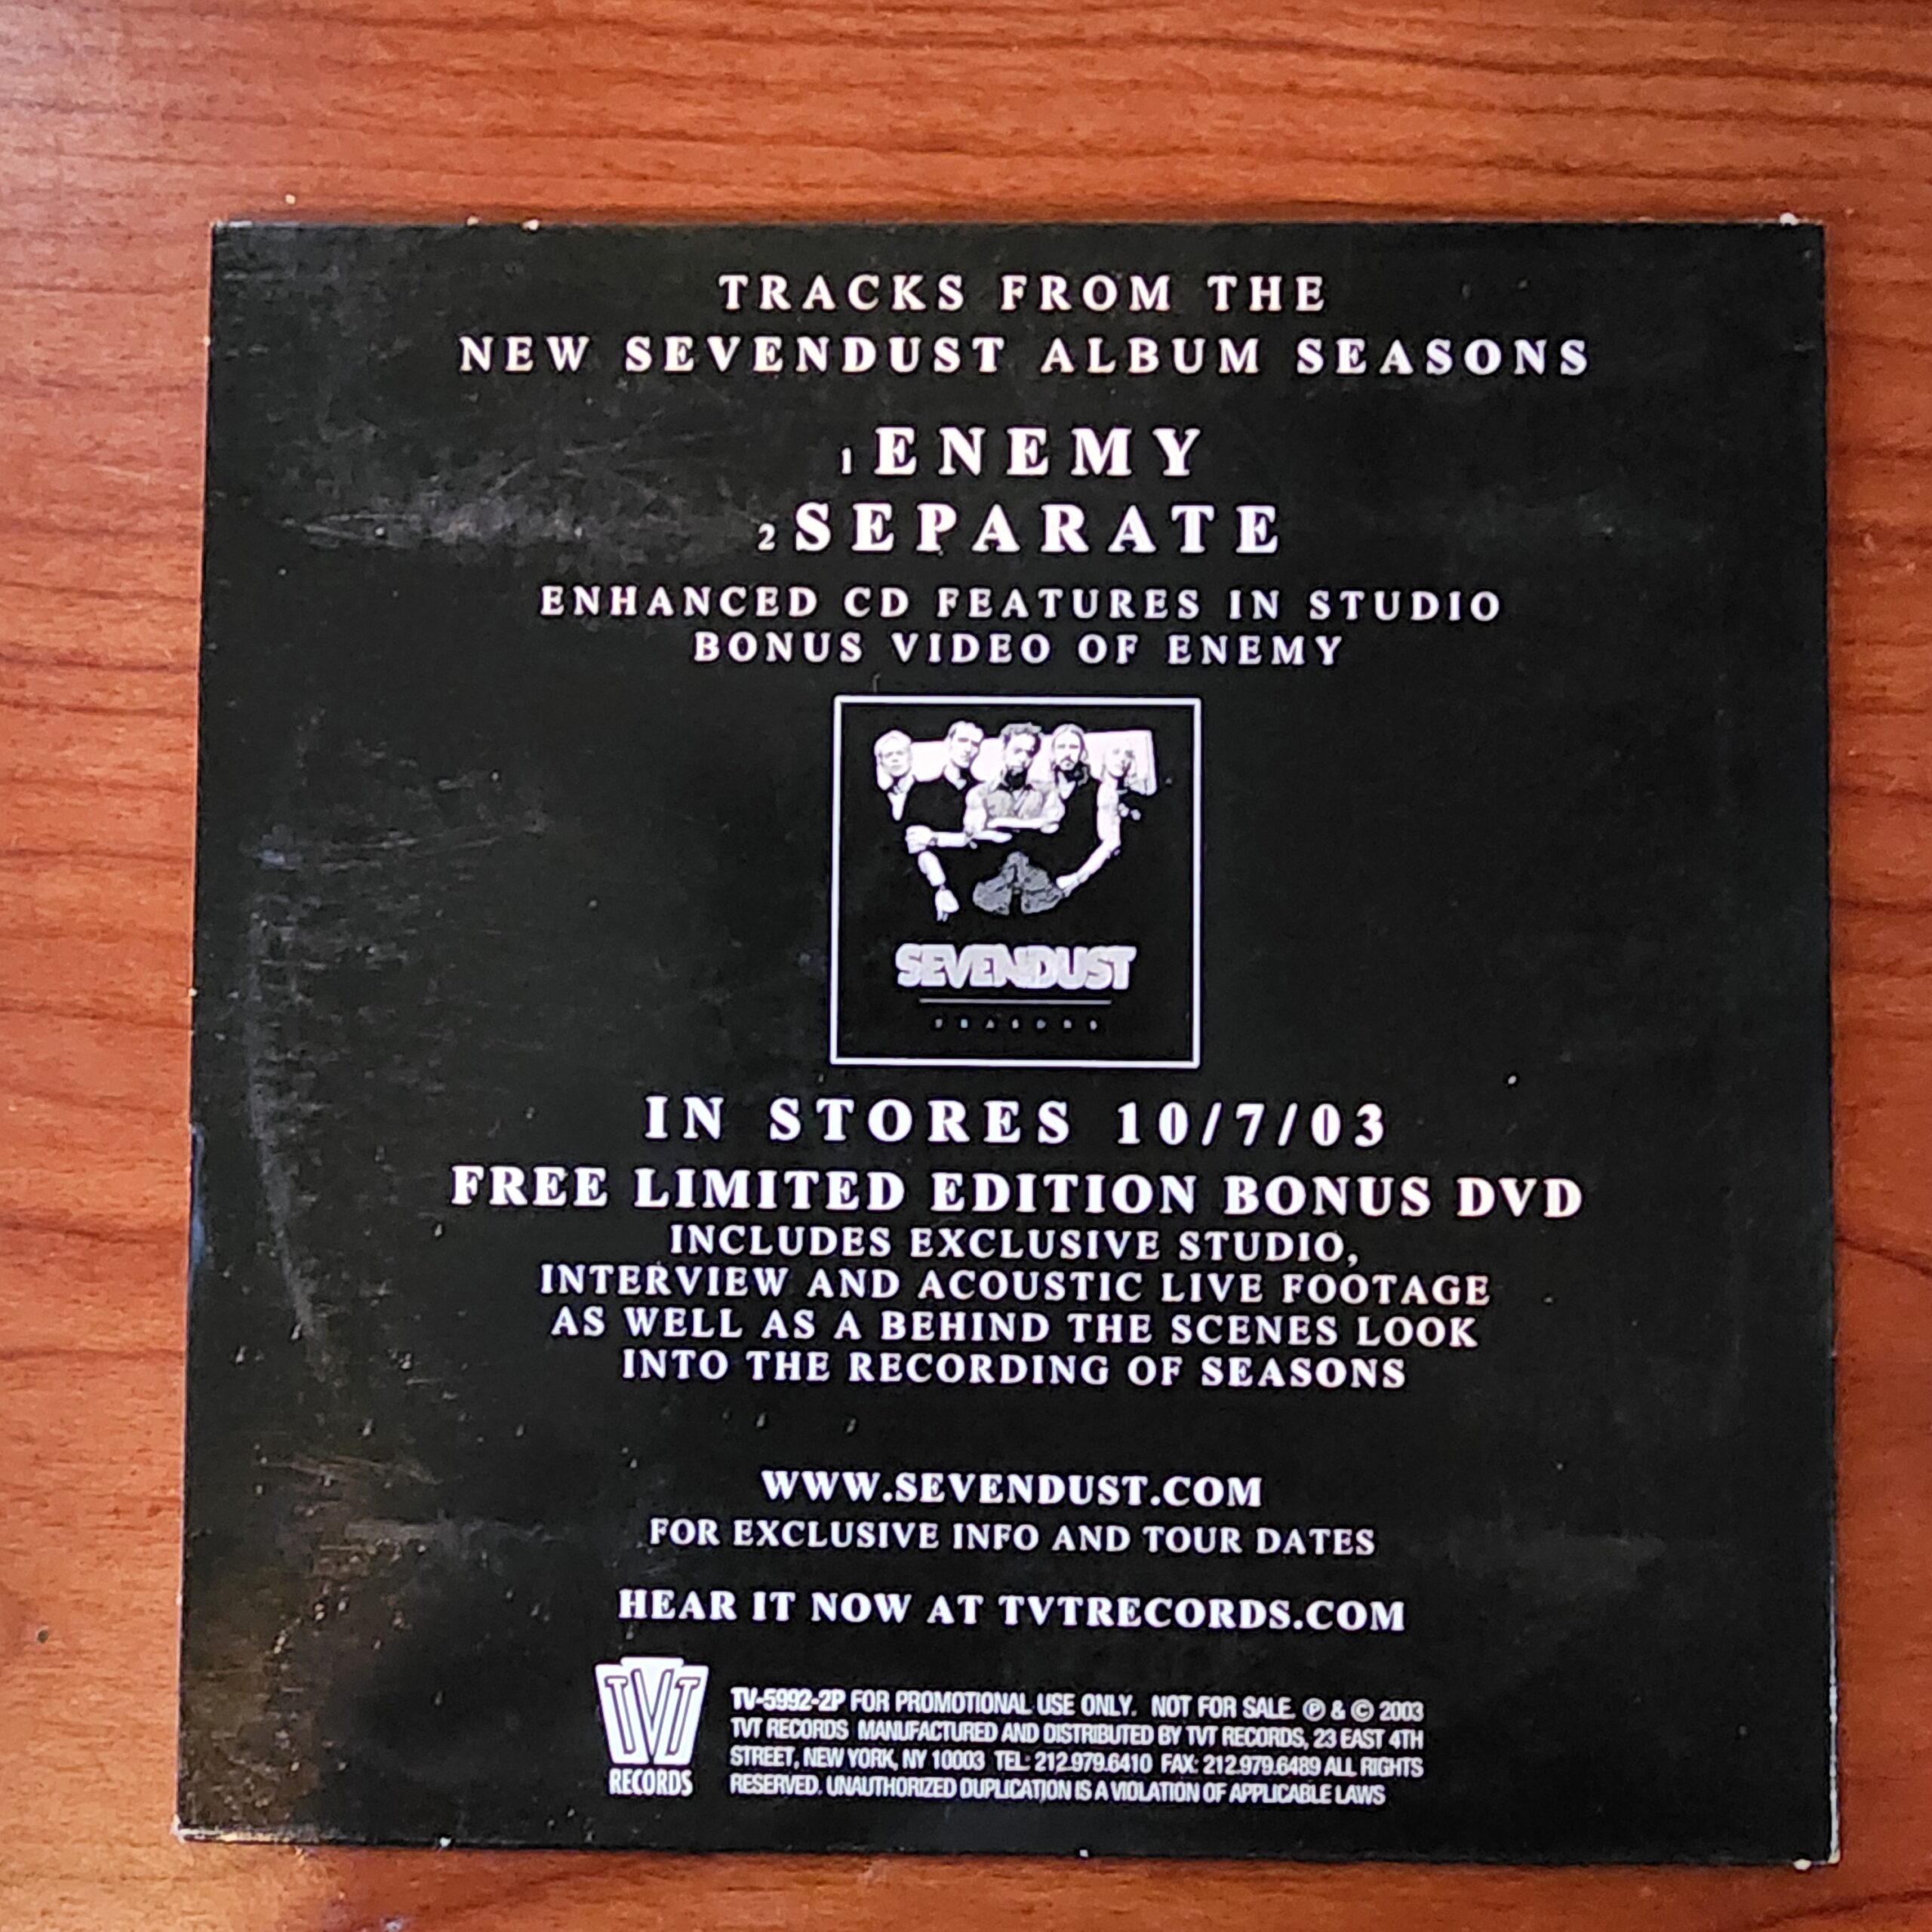 TRACKS FROM THE
NEW SEVENDUST ALBUM SEASONS
1 ENEMY
2 SEPARATE
ENHANCED CD FEATURES IN STUDIO
BONUS VIDEO OF ENEMY
SEVENDUST
SEASONS
IN STORES 10/7/03
FREE LIMITED EDITION BONUS DVD
INCLUDES EXCLUSIVE STUDIO,
INTERVIEW AND ACOUSTIC LIVE FOOTAGE
AS WELL AS A BEHIND THE SCENES LOOK
INTO THE RECORDING OF SEASONS
WWW.SEVENDUST.COM
FOR EXCLUSIVE INFO AND TOUR DATES
HEAR IT NOW AT TVTRECORDS.COM
TVT
RECORDS
TV-5992-2P FOR PROMOTIONAL USE ONLY. NOT FOR SALE. ℗ & © 2003
TVT RECORDS MANUFACTURED AND DISTRIBUTED BY TVT RECORDS, 23 EAST 4TH
STREET, NEW YORK, NY 10003 TEL: 212.979.6410 FAX: 212.979.6489 ALL RIGHTS
RESERVED. UNAUTHORIZED DUPLICATION IS A VIOLATION OF APPLICABLE LAWS